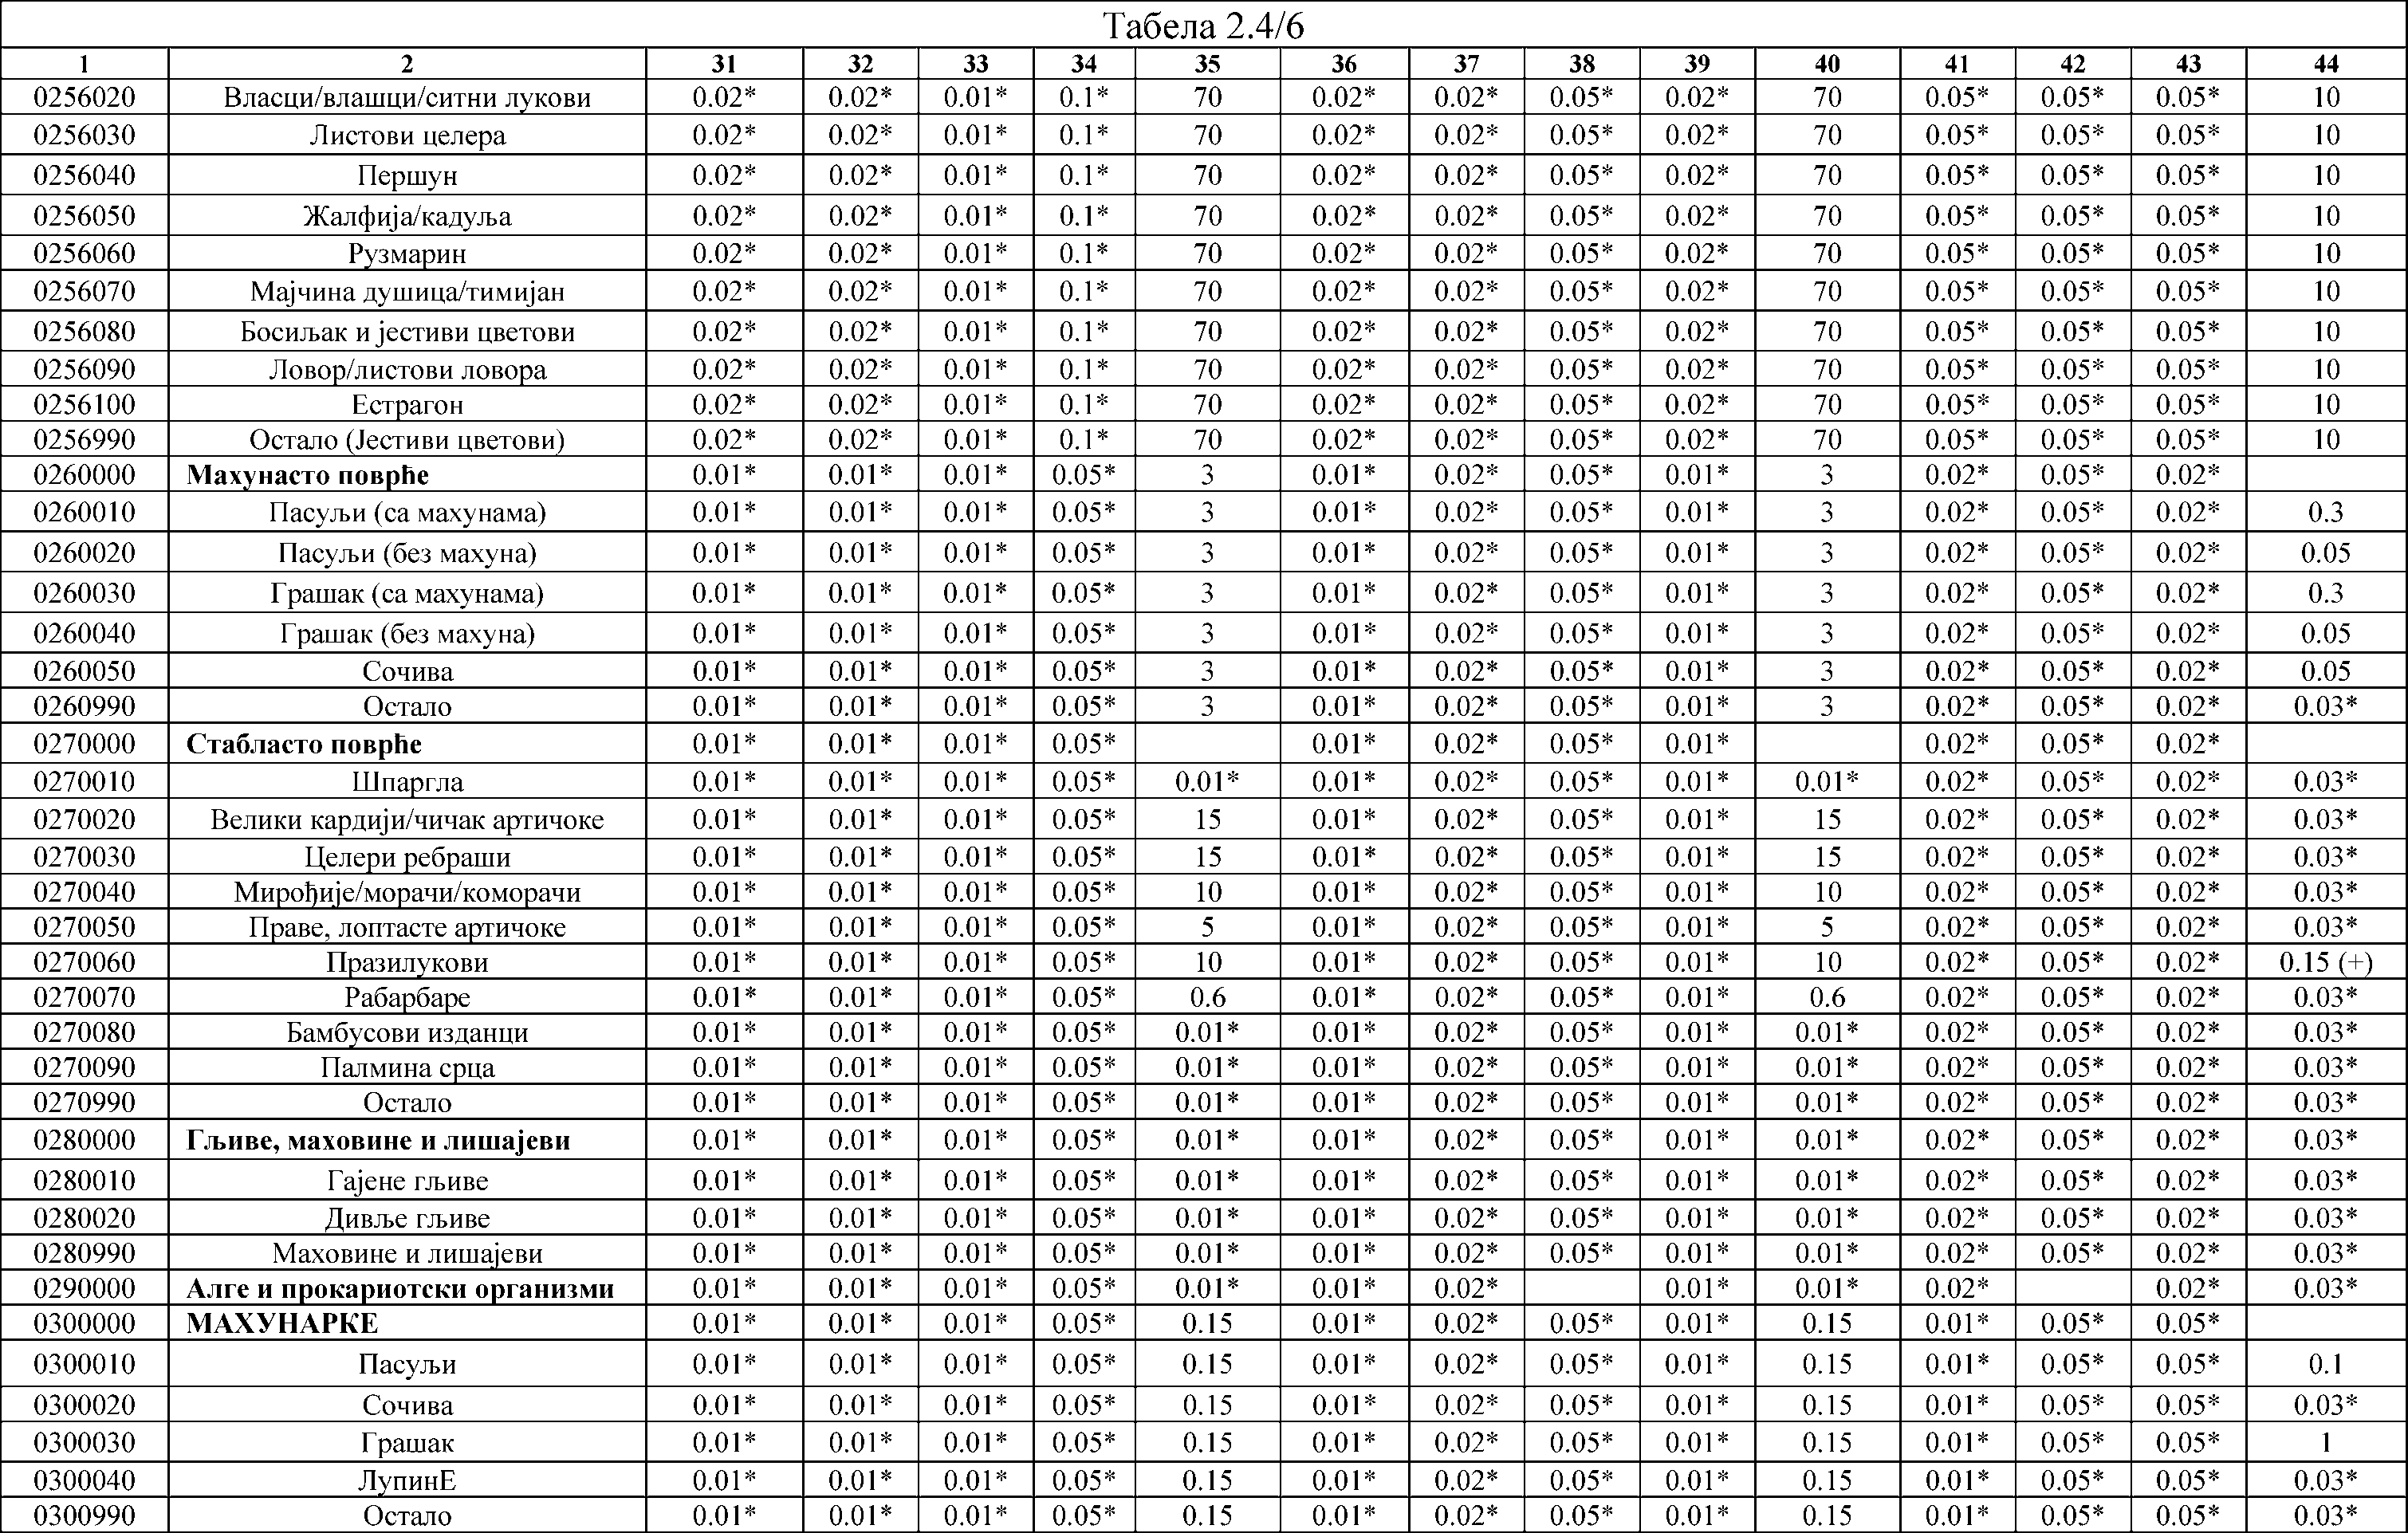 Табела 2.4/6
1 2 31 32 33 34 35 36 37 38 39 40 41 42 43 44
0256020 Власци/влашци/ситни лукови 0.02* 0.02* 0.01* 0.1* 70 0.02* 0.02* 0.05* 0.02* 70 0.05* 0.05* 0.05* 10
0256030 Листови целера 0.02* 0.02* 0.01* 0.1* 70 0.02* 0.02* 0.05* 0.02* 70 0.05* 0.05* 0.05* 10
0256040 Першун 0.02* 0.02* 0.01* 0.1* 70 0.02* 0.02* 0.05* 0.02* 70 0.05* 0.05* 0.05* 10
0256050 Жалфија/кадуља 0.02* 0.02* 0.01* 0.1* 70 0.02* 0.02* 0.05* 0.02* 70 0.05* 0.05* 0.05* 10
0256060 Рузмарин 0.02* 0.02* 0.01* 0.1* 70 0.02* 0.02* 0.05* 0.02* 70 0.05* 0.05* 0.05* 10
0256070 Мајчина душица/тимијан 0.02* 0.02* 0.01* 0.1* 70 0.02* 0.02* 0.05* 0.02* 70 0.05* 0.05* 0.05* 10
0256080 Босиљак и јестиви цветови 0.02* 0.02* 0.01* 0.1* 70 0.02* 0.02* 0.05* 0.02* 70 0.05* 0.05* 0.05* 10
0256090 Ловор/листови ловора 0.02* 0.02* 0.01* 0.1* 70 0.02* 0.02* 0.05* 0.02* 70 0.05* 0.05* 0.05* 10
0256100 Естрагон 0.02* 0.02* 0.01* 0.1* 70 0.02* 0.02* 0.05* 0.02* 70 0.05* 0.05* 0.05* 10
0256990 Остало (Јестиви цветови) 0.02* 0.02* 0.01* 0.1* 70 0.02* 0.02* 0.05* 0.02* 70 0.05* 0.05* 0.05* 10
0260000 Махунасто поврће 0.01* 0.01* 0.01* 0.05* 3 0.01* 0.02* 0.05* 0.01* 3 0.02* 0.05* 0.02*
0260010 Пасуљи (са махунама) 0.01* 0.01* 0.01* 0.05* 3 0.01* 0.02* 0.05* 0.01* 3 0.02* 0.05* 0.02* 0.3
0260020 Пасуљи (без махуна) 0.01* 0.01* 0.01* 0.05* 3 0.01* 0.02* 0.05* 0.01* 3 0.02* 0.05* 0.02* 0.05
0260030 Грашак (са махунама) 0.01* 0.01* 0.01* 0.05* 3 0.01* 0.02* 0.05* 0.01* 3 0.02* 0.05* 0.02* 0.3
0260040 Грашак (без махуна) 0.01* 0.01* 0.01* 0.05* 3 0.01* 0.02* 0.05* 0.01* 3 0.02* 0.05* 0.02* 0.05
0260050 Сочива 0.01* 0.01* 0.01* 0.05* 3 0.01* 0.02* 0.05* 0.01* 3 0.02* 0.05* 0.02* 0.05
0260990 Остало 0.01* 0.01* 0.01* 0.05* 3 0.01* 0.02* 0.05* 0.01* 3 0.02* 0.05* 0.02* 0.03*
0270000 Стабласто поврће 0.01* 0.01* 0.01* 0.05* 0.01* 0.02* 0.05* 0.01* 0.02* 0.05* 0.02*
0270010 Шпаргла 0.01* 0.01* 0.01* 0.05* 0.01* 0.01* 0.02* 0.05* 0.01* 0.01* 0.02* 0.05* 0.02* 0.03*
0270020 Велики кардији/чичак артичоке 0.01* 0.01* 0.01* 0.05* 15 0.01* 0.02* 0.05* 0.01* 15 0.02* 0.05* 0.02* 0.03*
0270030 Целери ребраши 0.01* 0.01* 0.01* 0.05* 15 0.01* 0.02* 0.05* 0.01* 15 0.02* 0.05* 0.02* 0.03*
0270040 Мирођије/морачи/коморачи 0.01* 0.01* 0.01* 0.05* 10 0.01* 0.02* 0.05* 0.01* 10 0.02* 0.05* 0.02* 0.03*
0270050 Праве, лоптасте артичоке 0.01* 0.01* 0.01* 0.05* 5 0.01* 0.02* 0.05* 0.01* 5 0.02* 0.05* 0.02* 0.03*
0270060 Празилукови 0.01* 0.01* 0.01* 0.05* 10 0.01* 0.02* 0.05* 0.01* 10 0.02* 0.05* 0.02* 0.15 (+)
0270070 Рабарбаре 0.01* 0.01* 0.01* 0.05* 0.6 0.01* 0.02* 0.05* 0.01* 0.6 0.02* 0.05* 0.02* 0.03*
0270080 Бамбусови изданци 0.01* 0.01* 0.01* 0.05* 0.01* 0.01* 0.02* 0.05* 0.01* 0.01* 0.02* 0.05* 0.02* 0.03*
0270090 Палмина срца 0.01* 0.01* 0.01* 0.05* 0.01* 0.01* 0.02* 0.05* 0.01* 0.01* 0.02* 0.05* 0.02* 0.03*
0270990 Остало 0.01* 0.01* 0.01* 0.05* 0.01* 0.01* 0.02* 0.05* 0.01* 0.01* 0.02* 0.05* 0.02* 0.03*
0280000 Гљиве, маховине и лишајеви 0.01* 0.01* 0.01* 0.05* 0.01* 0.01* 0.02* 0.05* 0.01* 0.01* 0.02* 0.05* 0.02* 0.03*
0280010 Гајене гљиве 0.01* 0.01* 0.01* 0.05* 0.01* 0.01* 0.02* 0.05* 0.01* 0.01* 0.02* 0.05* 0.02* 0.03*
0280020 Дивље гљиве 0.01* 0.01* 0.01* 0.05* 0.01* 0.01* 0.02* 0.05* 0.01* 0.01* 0.02* 0.05* 0.02* 0.03*
0280990 Маховине и лишајеви 0.01* 0.01* 0.01* 0.05* 0.01* 0.01* 0.02* 0.05* 0.01* 0.01* 0.02* 0.05* 0.02* 0.03*
0290000 Алге и прокариотски организми 0.01* 0.01* 0.01* 0.05* 0.01* 0.01* 0.02* 0.01* 0.01* 0.02* 0.02* 0.03*
0300000 МАХУНАРКЕ 0.01* 0.01* 0.01* 0.05* 0.15 0.01* 0.02* 0.05* 0.01* 0.15 0.01* 0.05* 0.05*
0300010 Пасуљи 0.01* 0.01* 0.01* 0.05* 0.15 0.01* 0.02* 0.05* 0.01* 0.15 0.01* 0.05* 0.05* 0.1
0300020 Сочива 0.01* 0.01* 0.01* 0.05* 0.15 0.01* 0.02* 0.05* 0.01* 0.15 0.01* 0.05* 0.05* 0.03*
0300030 Грашак 0.01* 0.01* 0.01* 0.05* 0.15 0.01* 0.02* 0.05* 0.01* 0.15 0.01* 0.05* 0.05* 1
0300040 ЛупинЕ 0.01* 0.01* 0.01* 0.05* 0.15 0.01* 0.02* 0.05* 0.01* 0.15 0.01* 0.05* 0.05* 0.03*
0300990 Остало 0.01* 0.01* 0.01* 0.05* 0.15 0.01* 0.02* 0.05* 0.01* 0.15 0.01* 0.05* 0.05* 0.03*